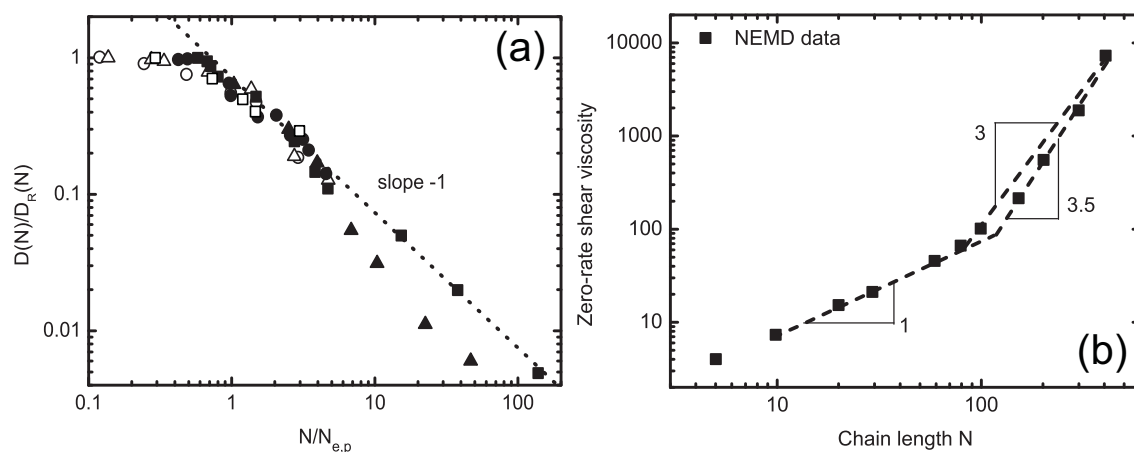 (a)
1
0.1
0.01
D(N)/D_R(N)
slope -1
0.1
1
10
100
N/N_e,p
NEMD data
10000
1000
100
10
Zero-rate shear viscosity
3
3.5
1
(b)
10
100
Chain length N